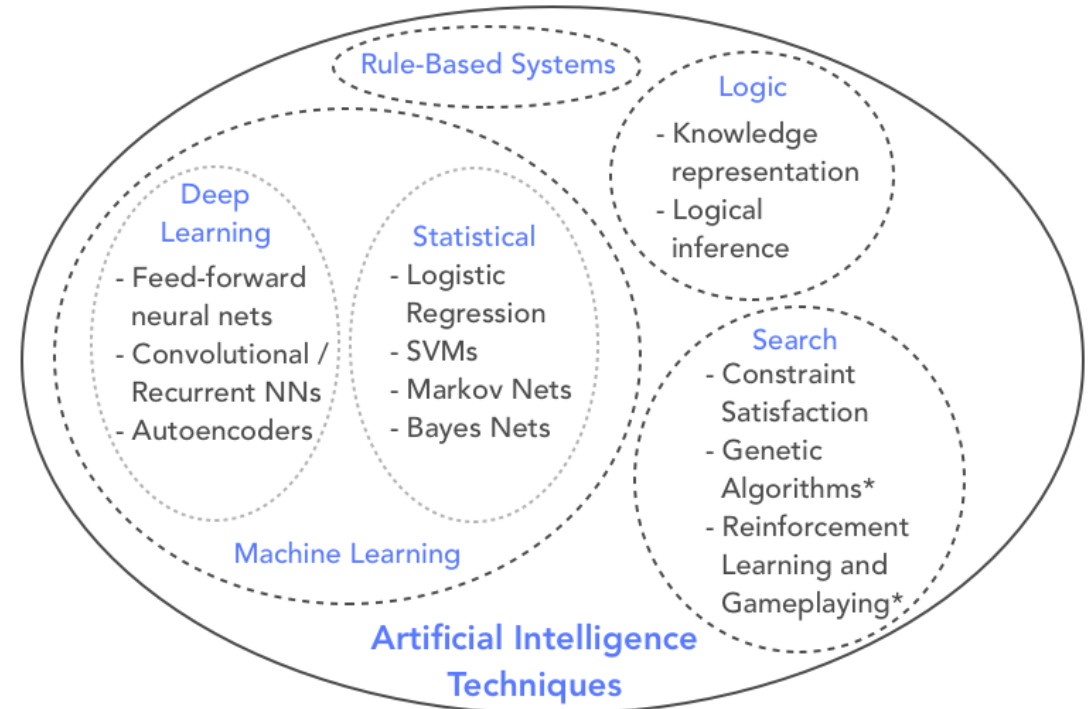 Rule-Based Systems
Logic
- Knowledge
representation
- Logical
inference
Deep
Learning
- Feed-forward
neural nets
- Convolutional /
Recurrent NNs
- Autoencoders
Statistical
- Logistic
Regression
- SVMs
- Markov Nets
- Bayes Nets
Machine Learning
Search
- Constraint
Satisfaction
- Genetic
Algorithms*
- Reinforcement
Learning and
Gameplaying*
Artificial Intelligence
Techniques